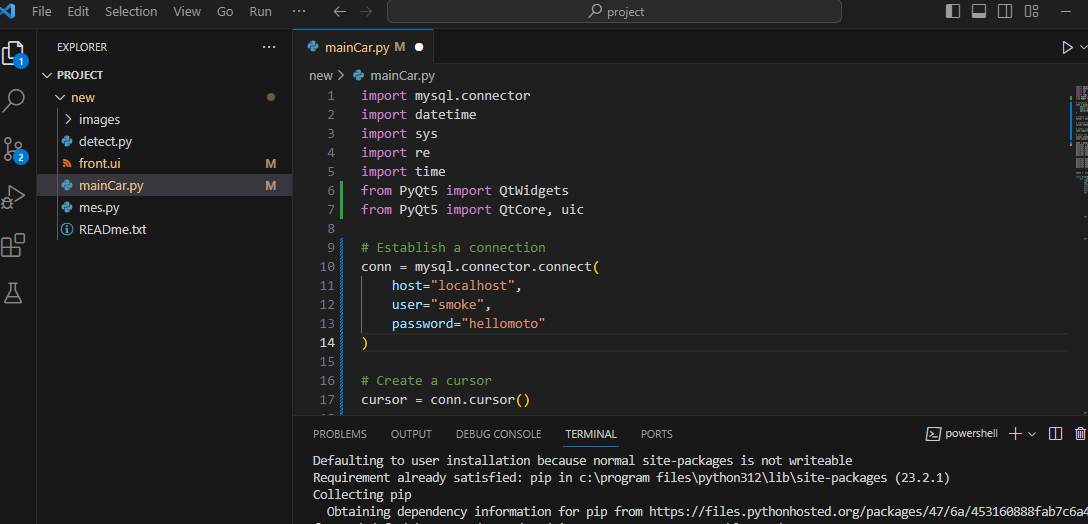 File Edit Selection View Go Run ··· project
EXPLORER ···
PROJECT
new
images
detect.py
front.ui M
mainCar.py M
mes.py
READme.txt
1
2
mainCar.py M
new > mainCar.py
1 import mysql.connector
2 import datetime
3 import sys
4 import re
5 import time
6 from PyQt5 import QtWidgets
7 from PyQt5 import QtCore, uic
8
9 # Establish a connection
10 conn = mysql.connector.connect(
11 host="localhost",
12 user="smoke",
13 password="hellomoto"
14 )
15
16 # Create a cursor
17 cursor = conn.cursor()
PROBLEMS OUTPUT DEBUG CONSOLE TERMINAL PORTS powershell
Defaulting to user installation because normal site-packages is not writeable
Requirement already satisfied: pip in c:\program files\python312\lib\site-packages (23.2.1)
Collecting pip
Obtaining dependency information for pip from https://files.pythonhosted.org/packages/47/6a/453160888fab7c6a4